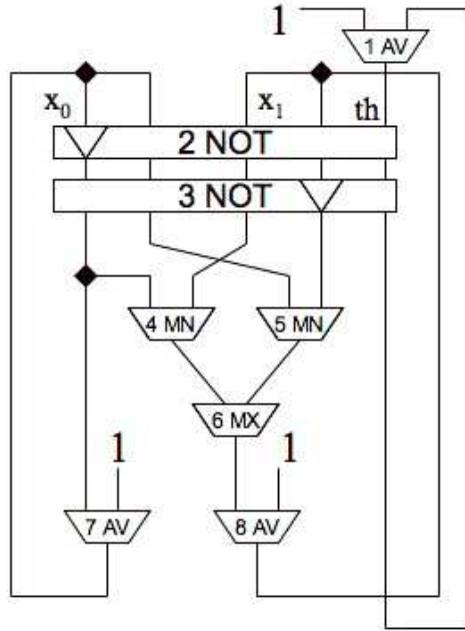 1
1 AV
x₀
x₁
th
2 NOT
3 NOT
4 MN
5 MN
6 MX
1
1
7 AV
8 AV